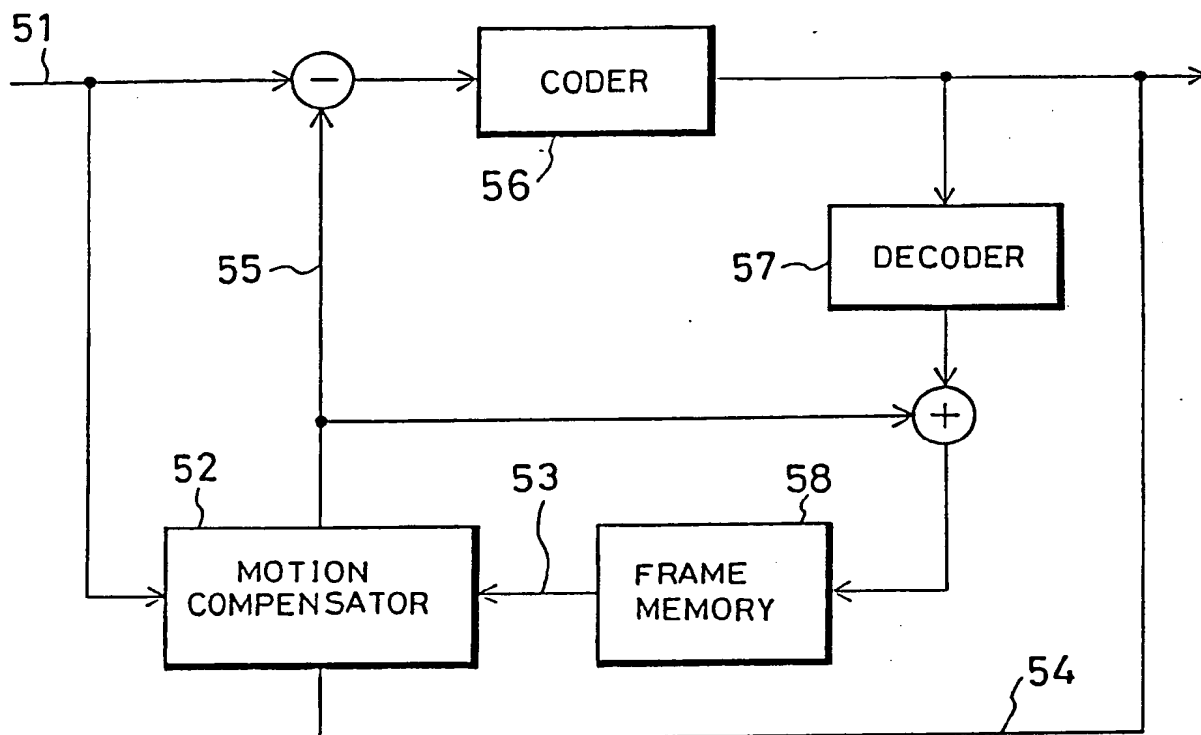 51
−
CODER
56
55
57
DECODER
+
52
53
58
MOTION
COMPENSATOR
FRAME
MEMORY
54